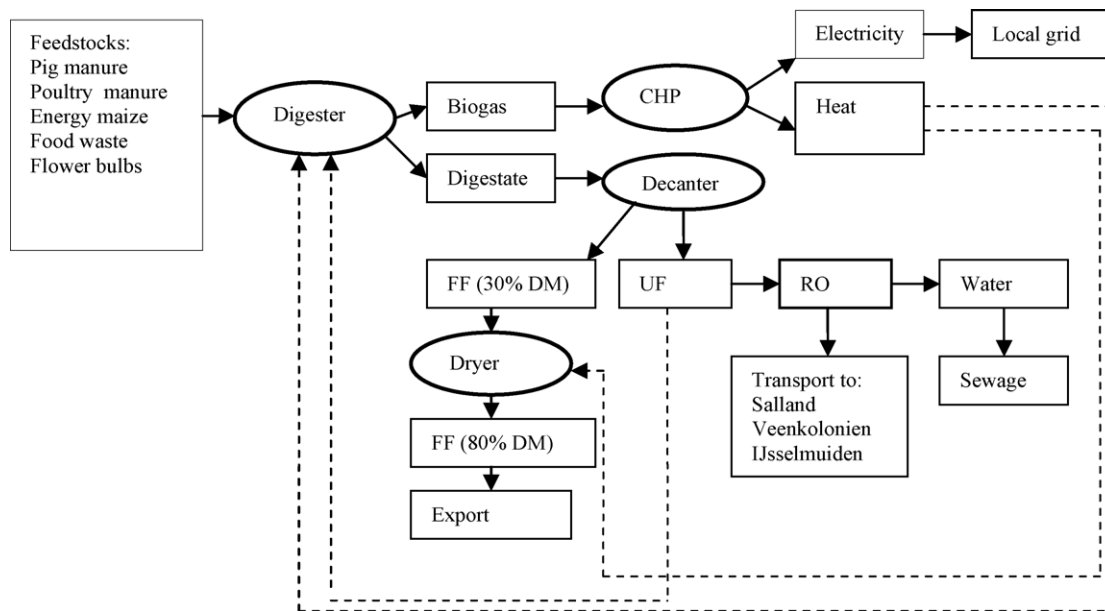 Feedstocks:
Pig manure
Poultry manure
Energy maize
Food waste
Flower bulbs
Digester
Biogas
CHP
Electricity
Local grid
Heat
Digestate
Decanter
FF (30% DM)
UF
RO
Water
Dryer
Transport to:
Salland
Veenkolonien
IJsselmuiden
Sewage
FF (80% DM)
Export